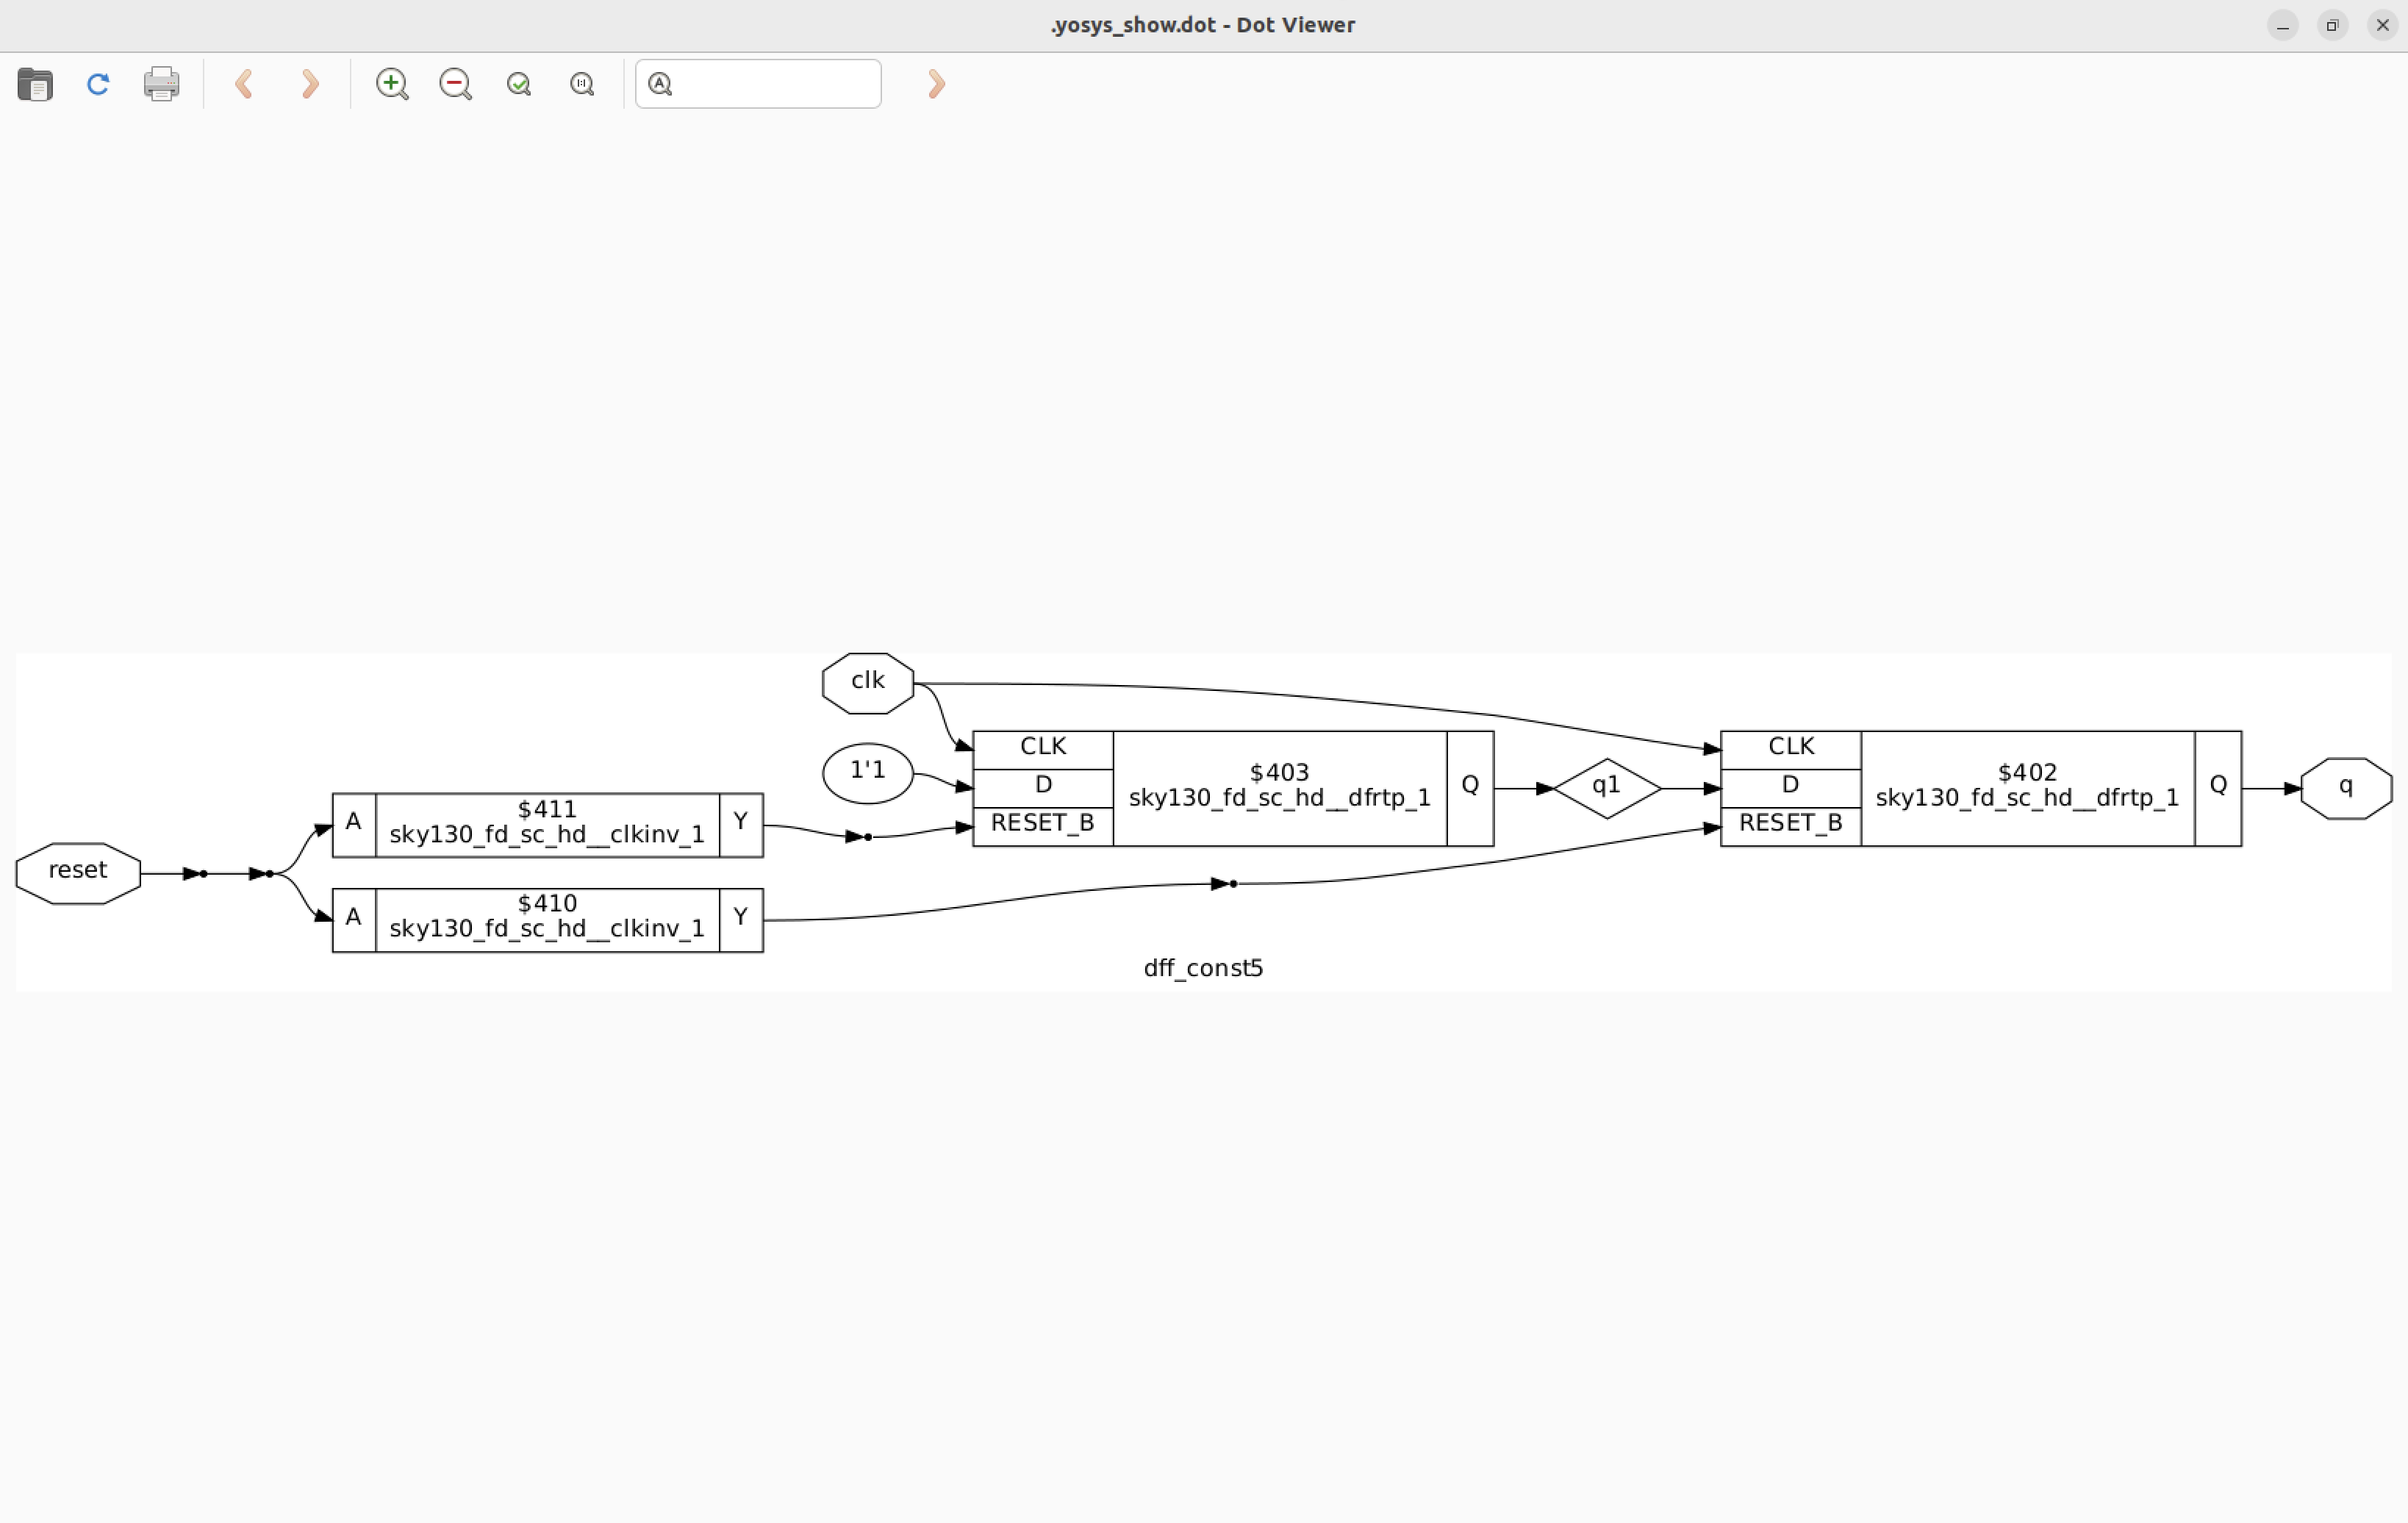 .yosys_show.dot - Dot Viewer
clk
1'1
CLK
D
RESET_B
$403
sky130_fd_sc_hd__dfrtp_1
Q
q1
CLK
D
RESET_B
$402
sky130_fd_sc_hd__dfrtp_1
Q
q
reset
A
$411
sky130_fd_sc_hd__clkinv_1
Y
A
$410
sky130_fd_sc_hd__clkinv_1
Y
dff_const5